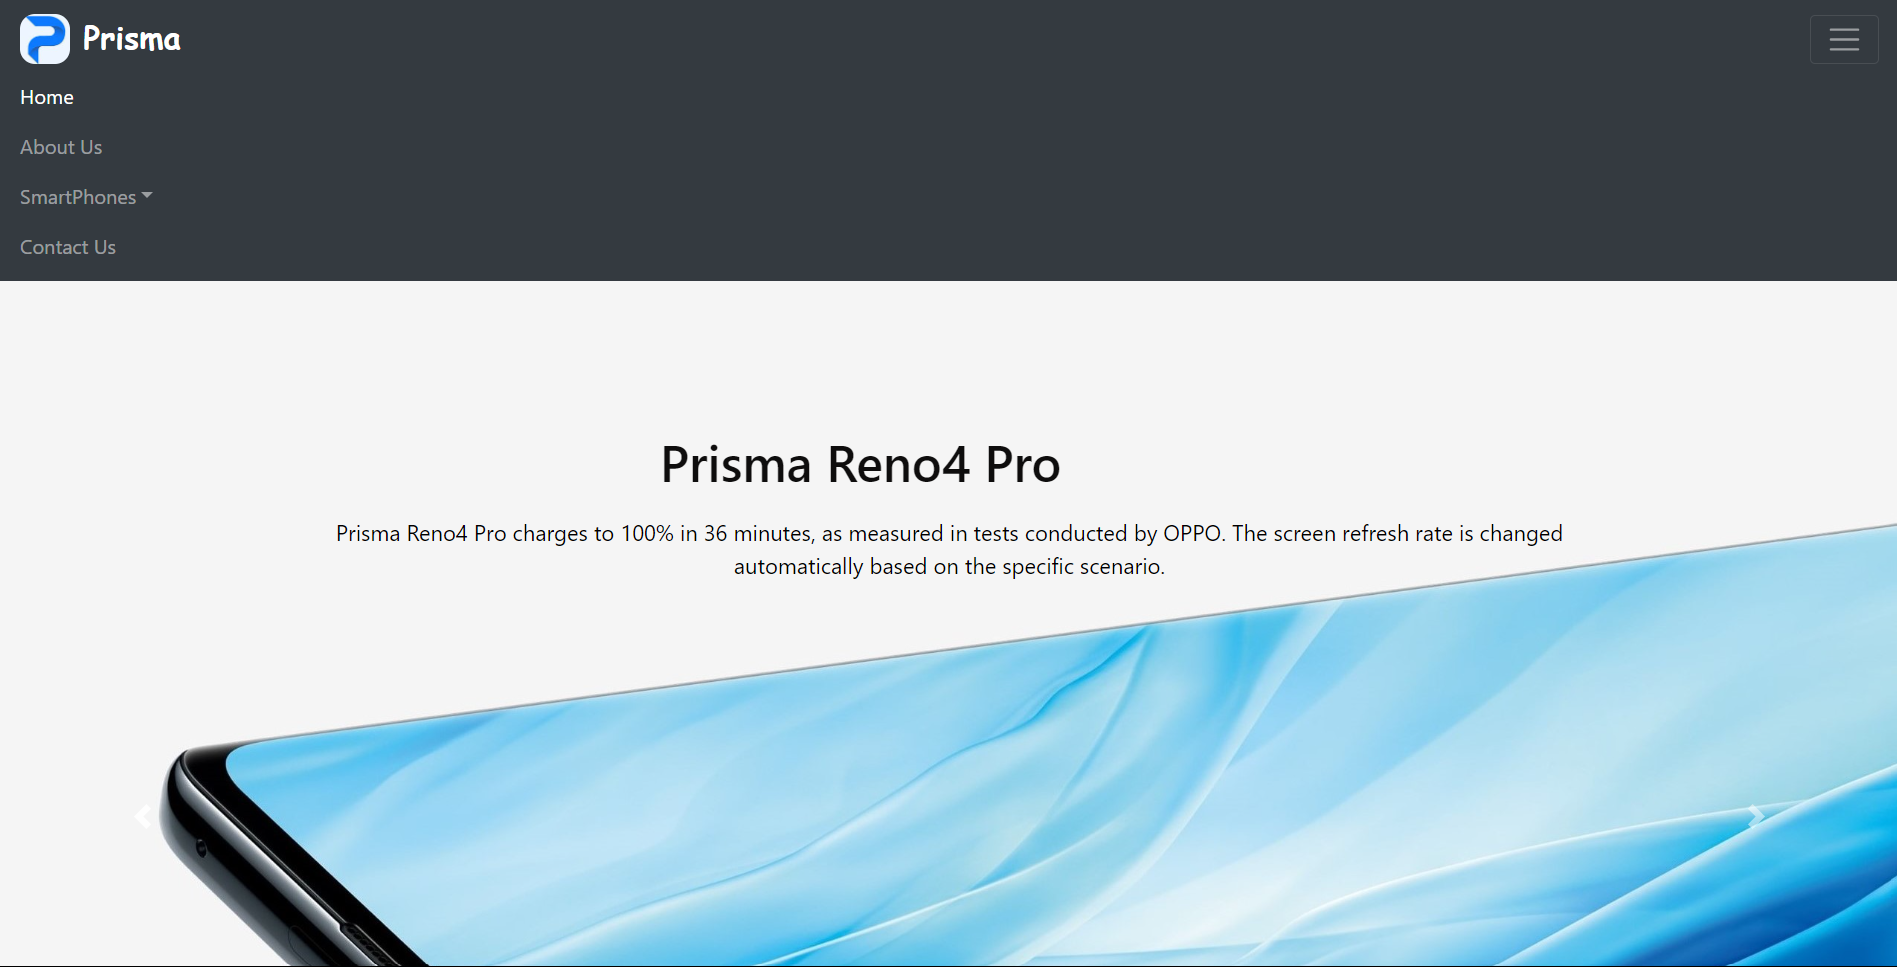 Prisma
Home
About Us
SmartPhones
Contact Us
Prisma Reno4 Pro
Prisma Reno4 Pro charges to 100% in 36 minutes, as measured in tests conducted by OPPO. The screen refresh rate is changed
automatically based on the specific scenario.